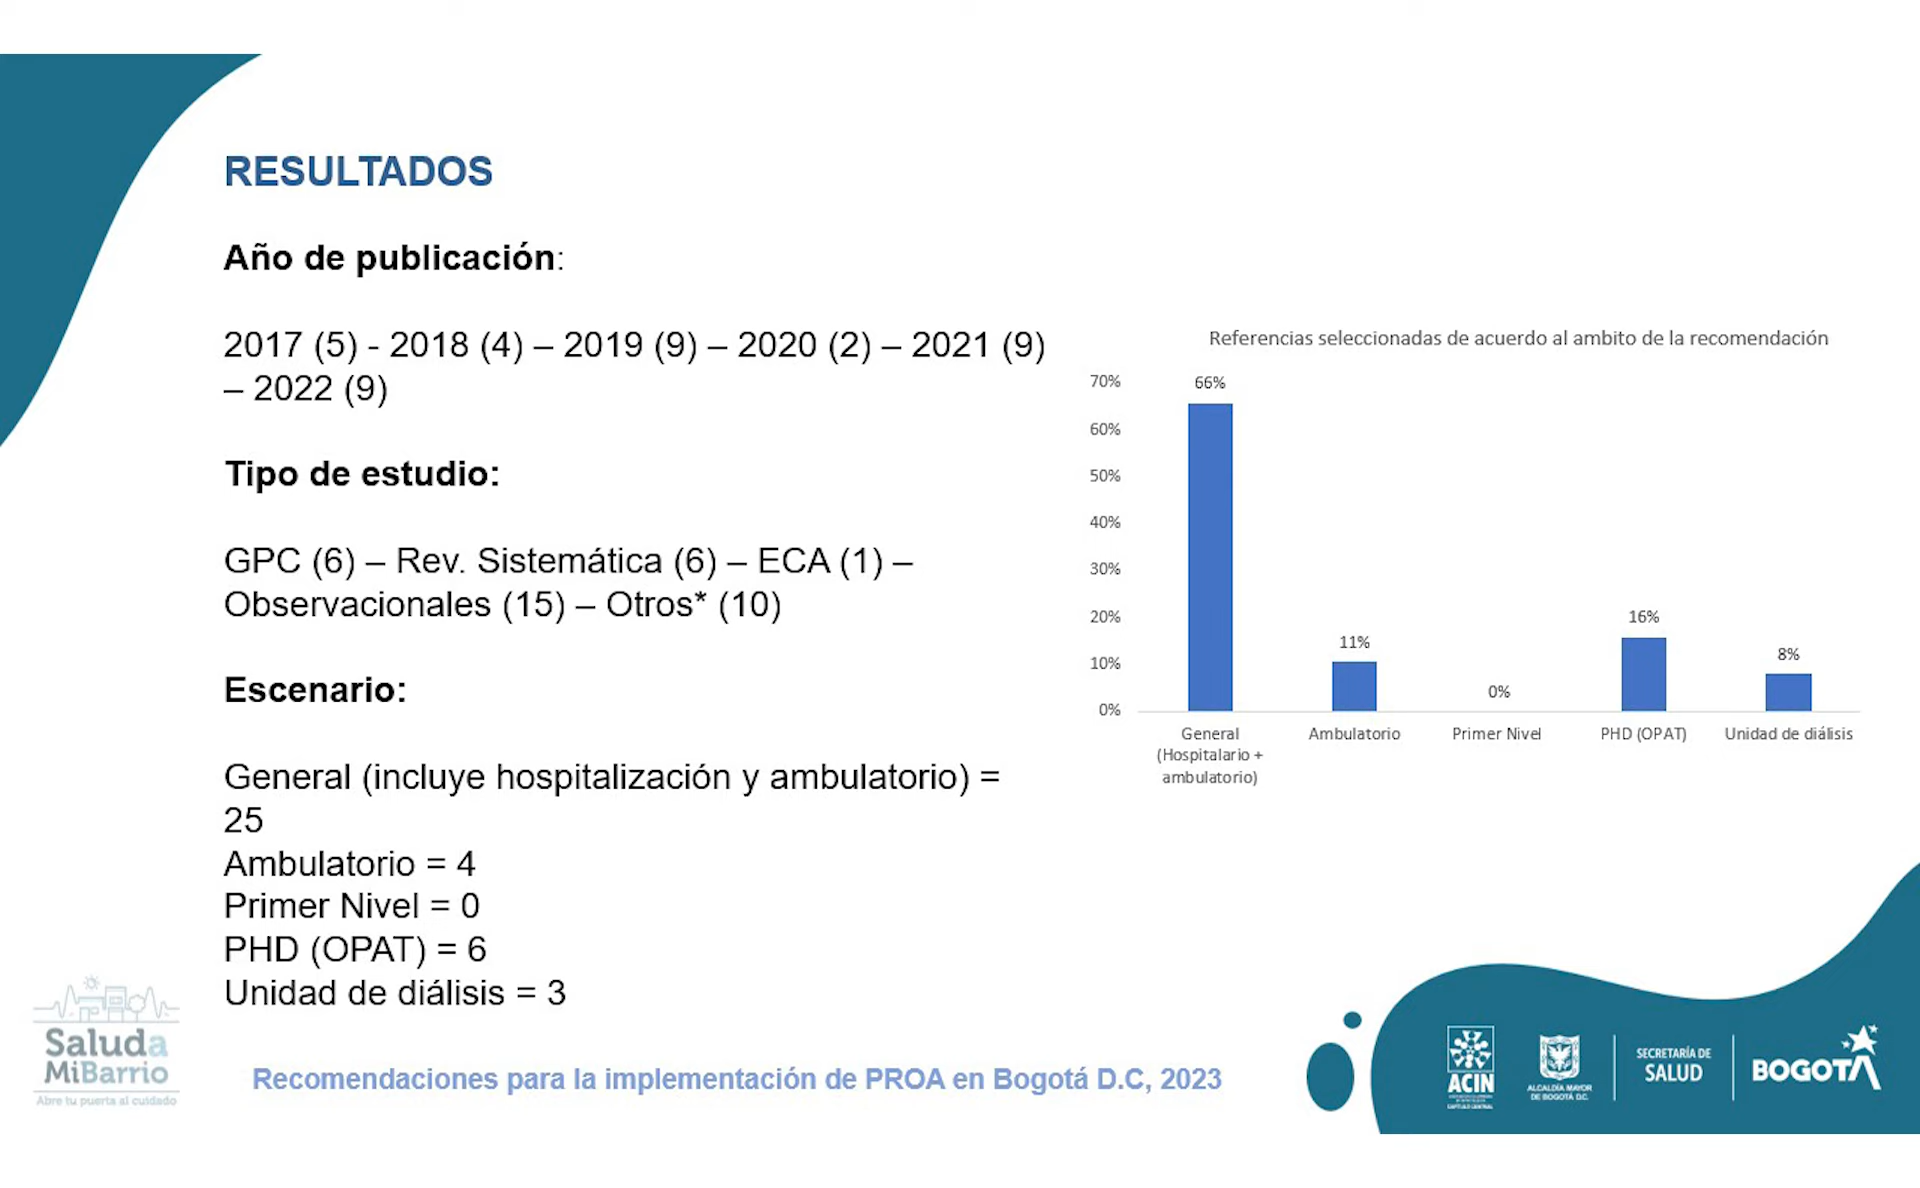 RESULTADOS
Año de publicación:
2017 (5) - 2018 (4) – 2019 (9) – 2020 (2) – 2021 (9)
– 2022 (9)
Tipo de estudio:
GPC (6) – Rev. Sistemática (6) – ECA (1) –
Observacionales (15) – Otros* (10)
Escenario:
General (incluye hospitalización y ambulatorio) =
25
Ambulatorio = 4
Primer Nivel = 0
PHD (OPAT) = 6
Unidad de diálisis = 3
Referencias seleccionadas de acuerdo al ambito de la recomendación
70%
60%
50%
40%
30%
20%
10%
0%
66%
11%
0%
16%
8%
General
(Hospitalario +
ambulatorio)
Ambulatorio
Primer Nivel
PHD (OPAT)
Unidad de diálisis
Saluda
MiBarrio
Abre tu puerta al cuidado
Recomendaciones para la implementación de PROA en Bogotá D.C, 2023
ACIN
CAPÍTULO CENTRAL
ALCALDÍA MAYOR
DE BOGOTÁ D.C.
SECRETARÍA DE
SALUD
BOGOTÁ